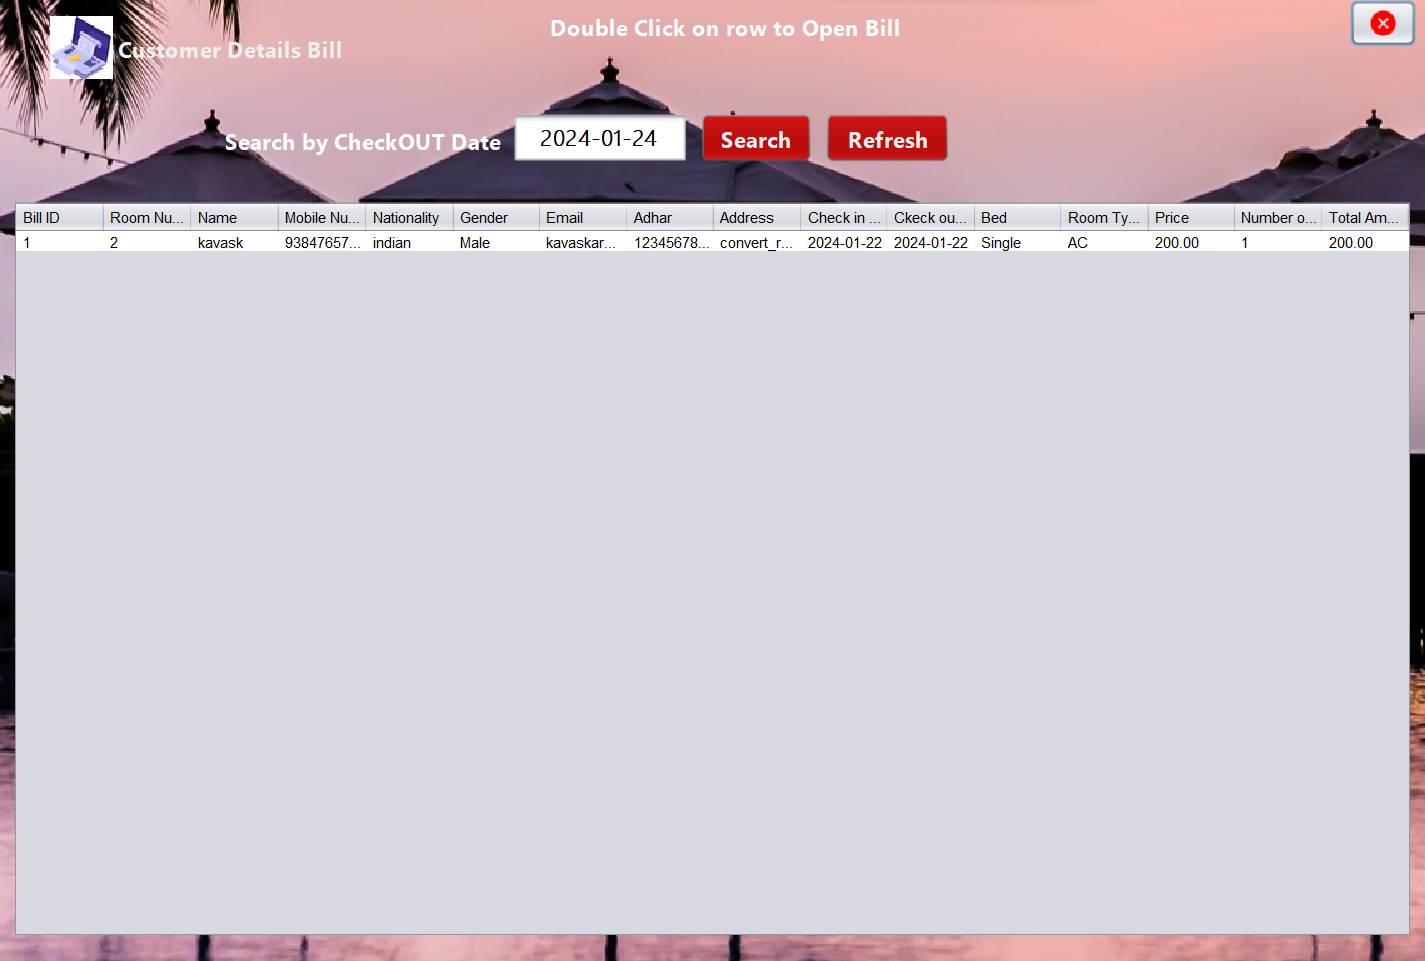 Double Click on row to Open Bill
Customer Details Bill
Search by CheckOUT Date 2024-01-24 Search Refresh
Bill ID Room Nu... Name Mobile Nu... Nationality Gender Email Adhar Address Check in ... Ckeck ou... Bed Room Ty... Price Number o... Total Am...
1 2 kavask 93847657... indian Male kavaskar... 12345678... convert_r... 2024-01-22 2024-01-22 Single AC 200.00 1 200.00